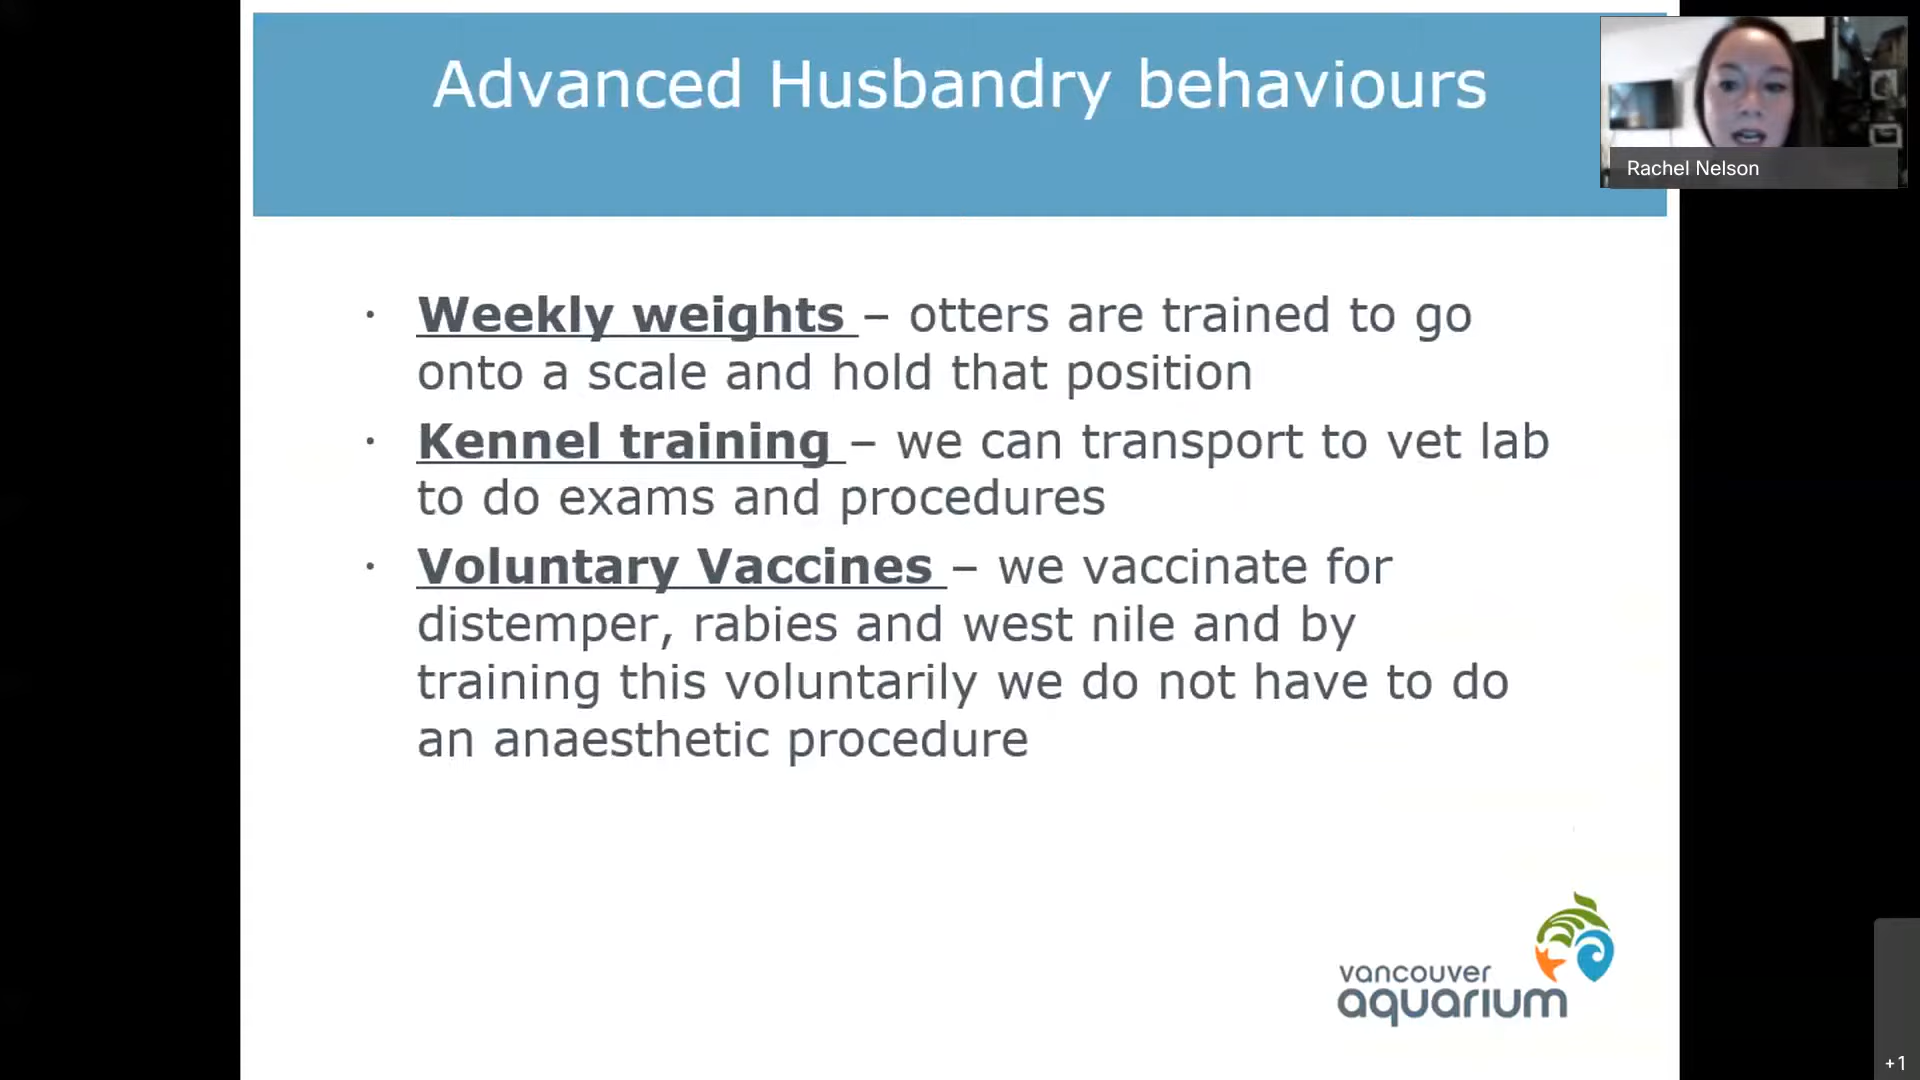 Advanced Husbandry behaviours
Rachel Nelson
· Weekly weights – otters are trained to go
onto a scale and hold that position
· Kennel training – we can transport to vet lab
to do exams and procedures
· Voluntary Vaccines – we vaccinate for
distemper, rabies and west nile and by
training this voluntarily we do not have to do
an anaesthetic procedure
vancouver
aquarium
+1